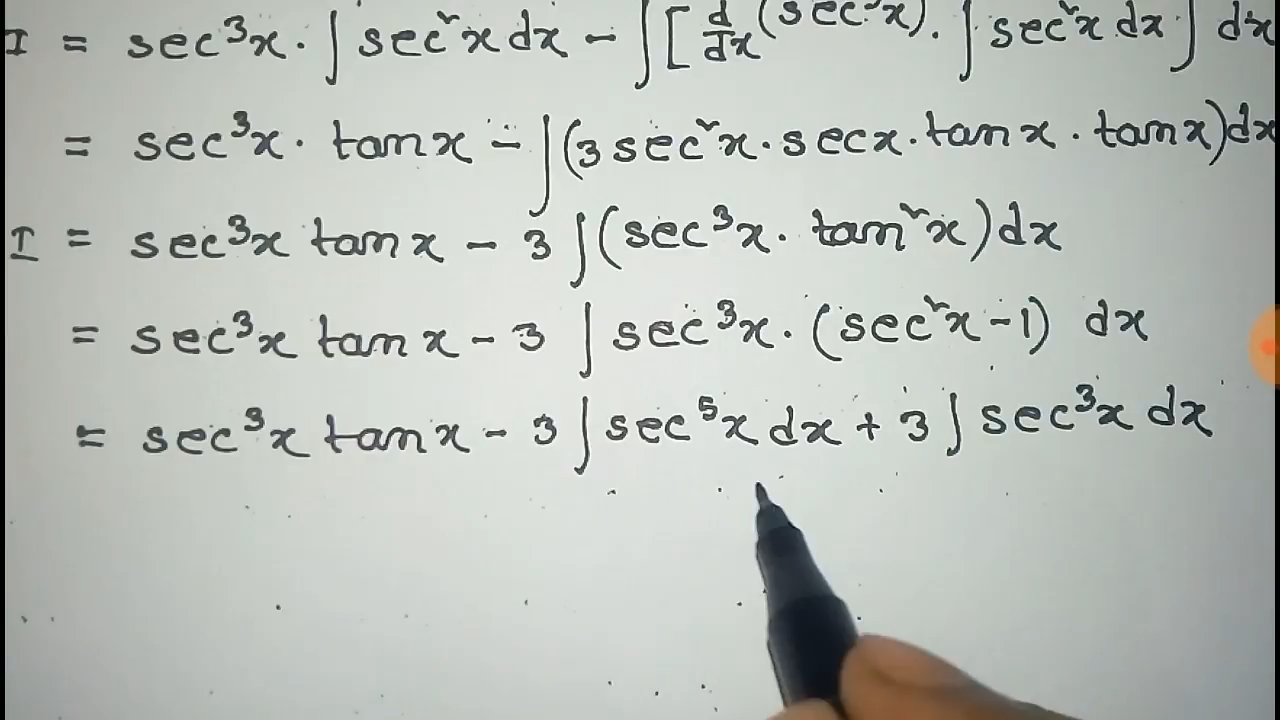 I = sec³x · ∫ sec²x dx − ∫ [ d/dx (sec³x) · ∫ sec²x dx ] dx
= sec³x · tan x − ∫ (3 sec²x · sec x · tan x · tan x) dx
I = sec³x tan x − 3 ∫ (sec³x · tan²x) dx
= sec³x tan x − 3 ∫ sec³x · (sec²x − 1) dx
= sec³x tan x − 3 ∫ sec⁵x dx + 3 ∫ sec³x dx